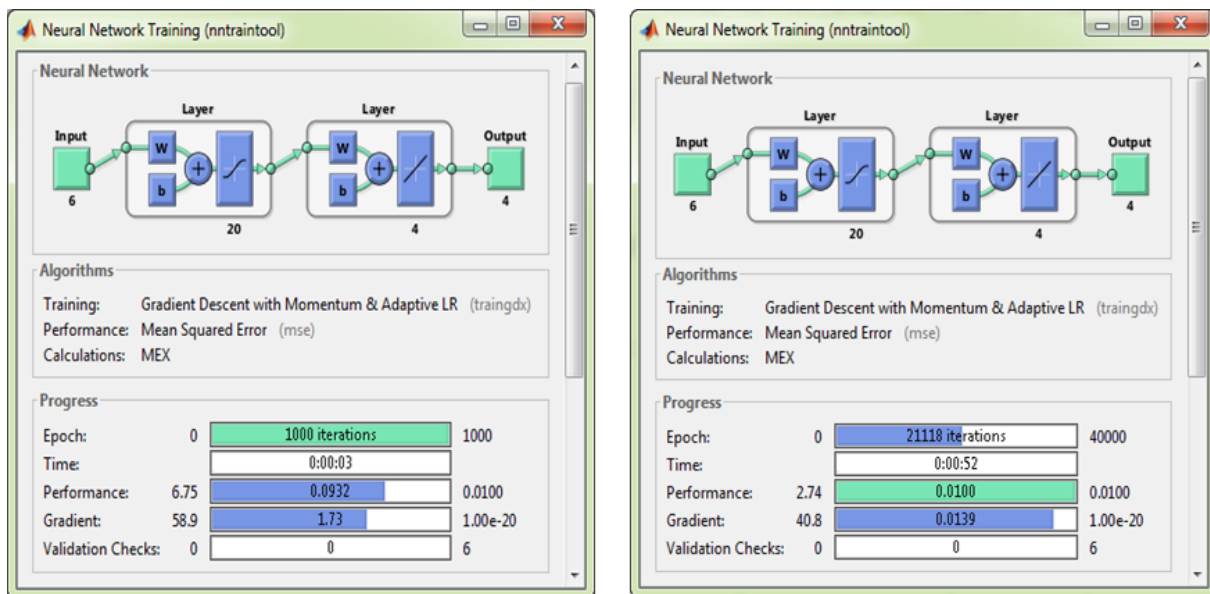 Neural Network Training (nntraintool)
Neural Network
Layer Layer
Input Output
W W
+ +
b b
6 4
20 4
Algorithms
Training: Gradient Descent with Momentum & Adaptive LR (traingdx)
Performance: Mean Squared Error (mse)
Calculations: MEX
Progress
Epoch: 0 1000 iterations 1000
Time: 0:00:03
Performance: 6.75 0.0932 0.0100
Gradient: 58.9 1.73 1.00e-20
Validation Checks: 0 0 6
Neural Network Training (nntraintool)
Neural Network
Layer Layer
Input Output
W W
+ +
b b
6 4
20 4
Algorithms
Training: Gradient Descent with Momentum & Adaptive LR (traingdx)
Performance: Mean Squared Error (mse)
Calculations: MEX
Progress
Epoch: 0 21118 iterations 40000
Time: 0:00:52
Performance: 2.74 0.0100 0.0100
Gradient: 40.8 0.0139 1.00e-20
Validation Checks: 0 0 6